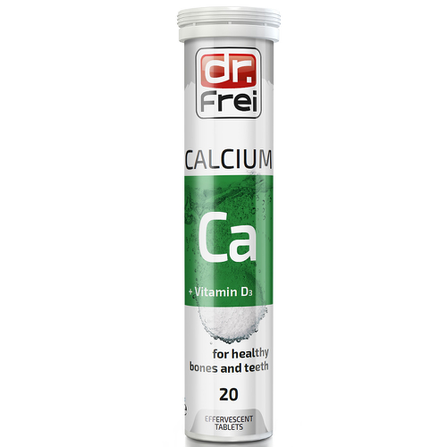 dr.
Frei
CALCIUM
Ca
+ Vitamin D₃
for healthy
bones and teeth
20
EFFERVESCENT
TABLETS